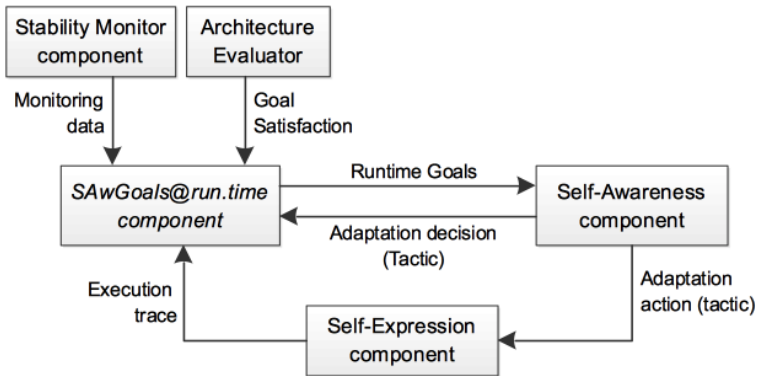 Stability Monitor
component
Architecture
Evaluator
Monitoring
data
Goal
Satisfaction
SAwGoals@run.time
component
Runtime Goals
Self-Awareness
component
Adaptation decision
(Tactic)
Execution
trace
Adaptation
action (tactic)
Self-Expression
component